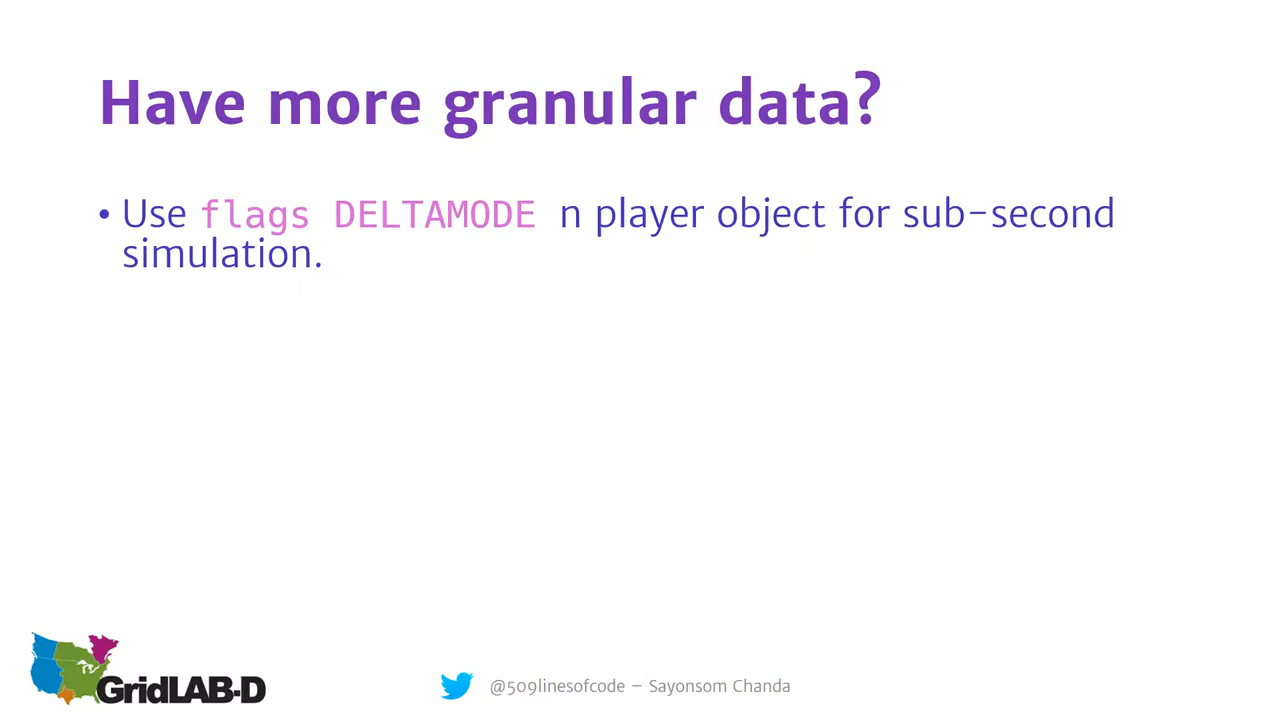 Have more granular data?
• Use flags DELTAMODE n player object for sub-second
simulation.
GridLAB-D
@509linesofcode – Sayonsom Chanda